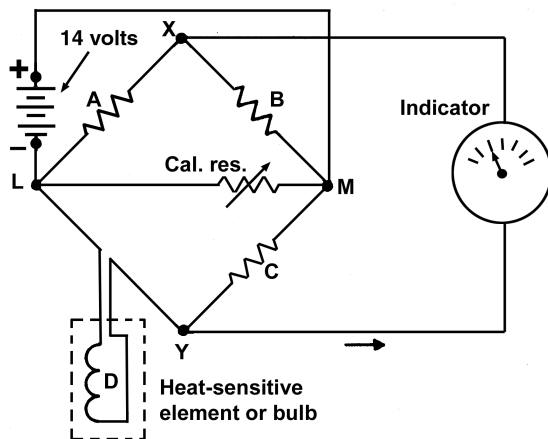 X
14 volts
+
A
B
Indicator
Cal. res.
−
L
M
C
Y
D
Heat-sensitive
element or bulb